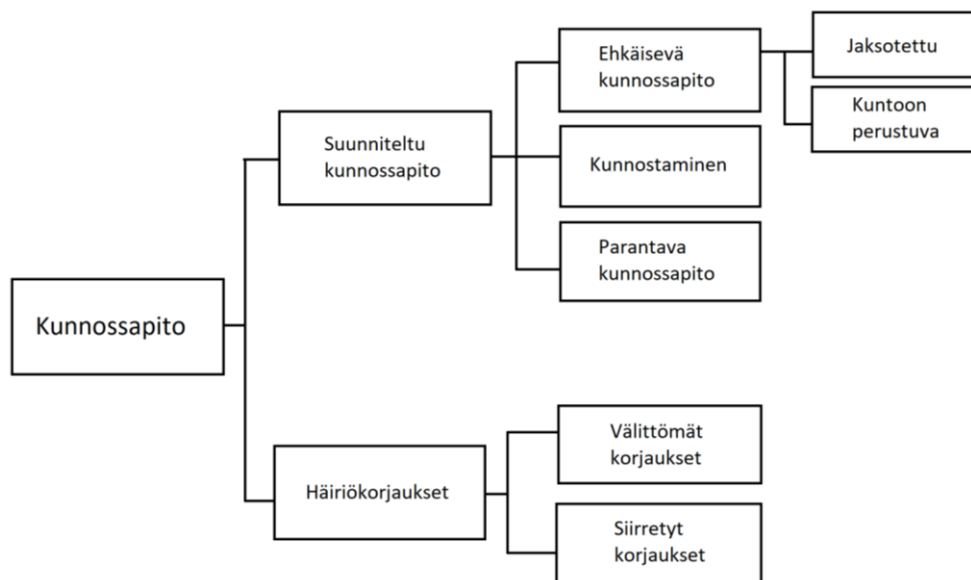 Ehkäisevä
kunnossapito
Jaksotettu
Kuntoon
perustuva
Suunniteltu
kunnossapito
Kunnostaminen
Parantava
kunnossapito
Kunnossapito
Välittömät
korjaukset
Häiriökorjaukset
Siirretyt
korjaukset